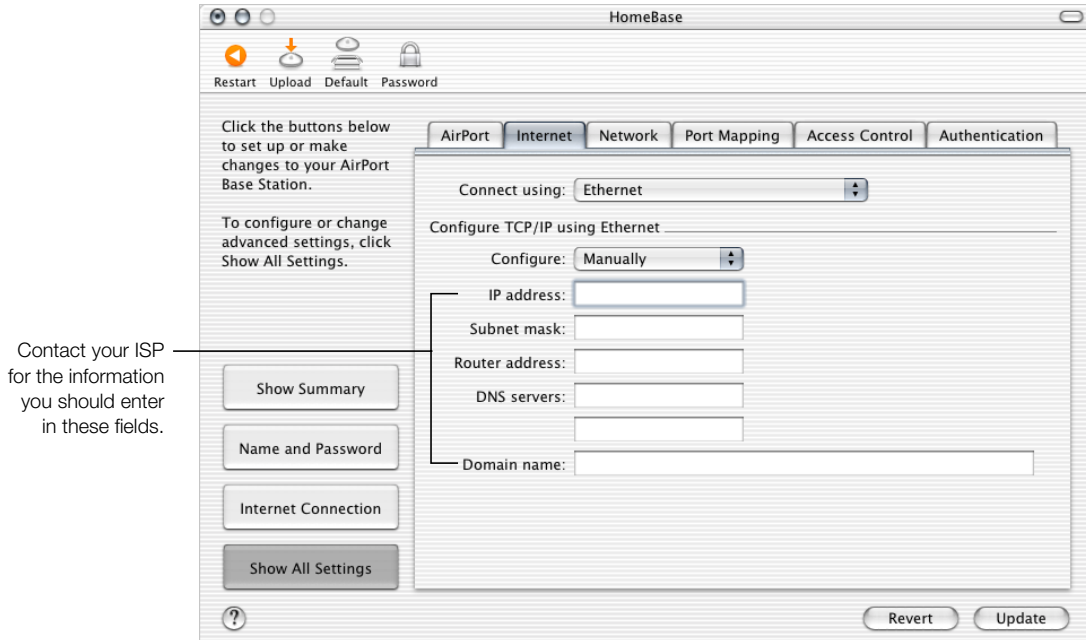 HomeBase
Restart Upload Default Password
Click the buttons below
to set up or make
changes to your AirPort
Base Station.
To configure or change
advanced settings, click
Show All Settings.
Contact your ISP
for the information
you should enter
in these fields.
Show Summary
Name and Password
Internet Connection
Show All Settings
AirPort Internet Network Port Mapping Access Control Authentication
Connect using: Ethernet
Configure TCP/IP using Ethernet
Configure: Manually
IP address:
Subnet mask:
Router address:
DNS servers:
Domain name:
?
Revert Update